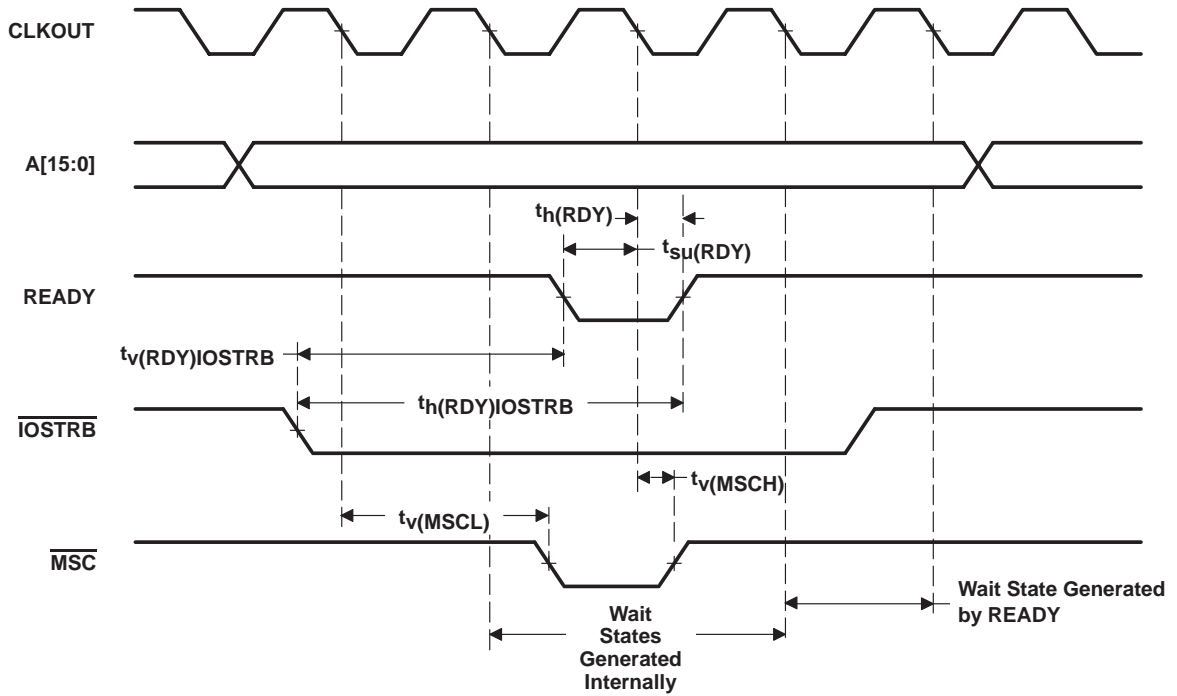 CLKOUT
A[15:0]
th(RDY)
tsu(RDY)
READY
tv(RDY)IOSTRB
th(RDY)IOSTRB
IOSTRB
tv(MSCH)
tv(MSCL)
MSC
Wait State Generated
by READY
Wait
States
Generated
Internally